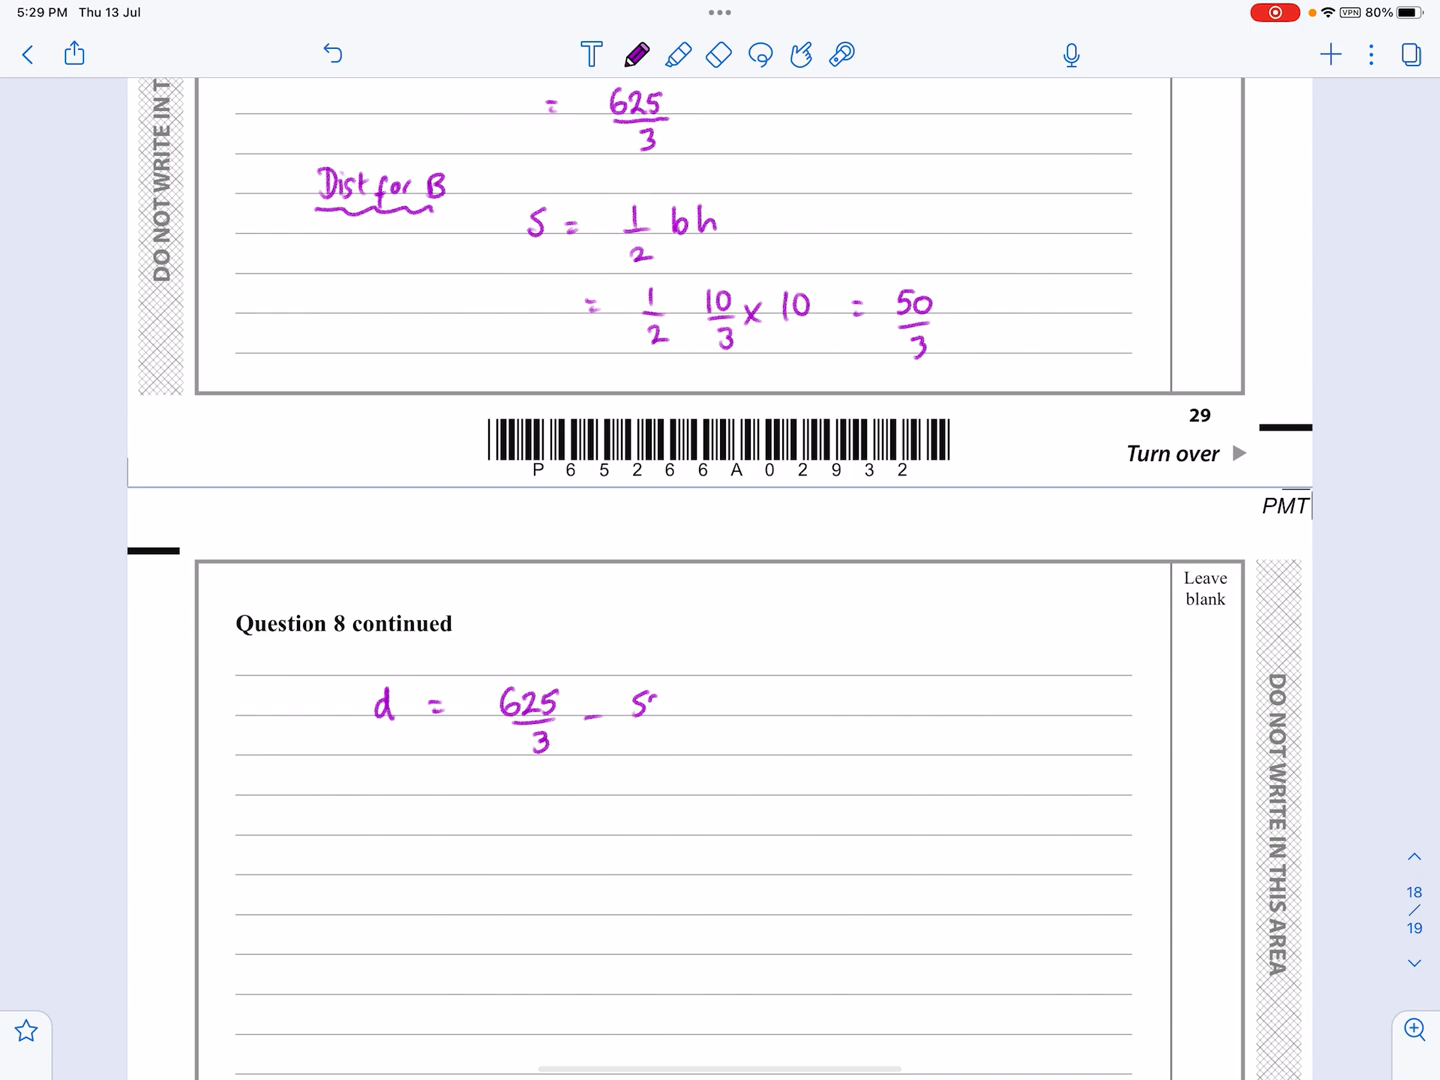 5:29 PM Thu 13 Jul
VPN 80%
T
DO NOT WRITE IN T
= 625/3
Dist for B
S = 1/2 bh
= 1/2 10/3 x 10 = 50/3
29
P 6 5 2 6 6 A 0 2 9 3 2
Turn over
PMT
Leave
blank
Question 8 continued
d = 625/3 - 5
DO NOT WRITE IN THIS AREA
18
/
19